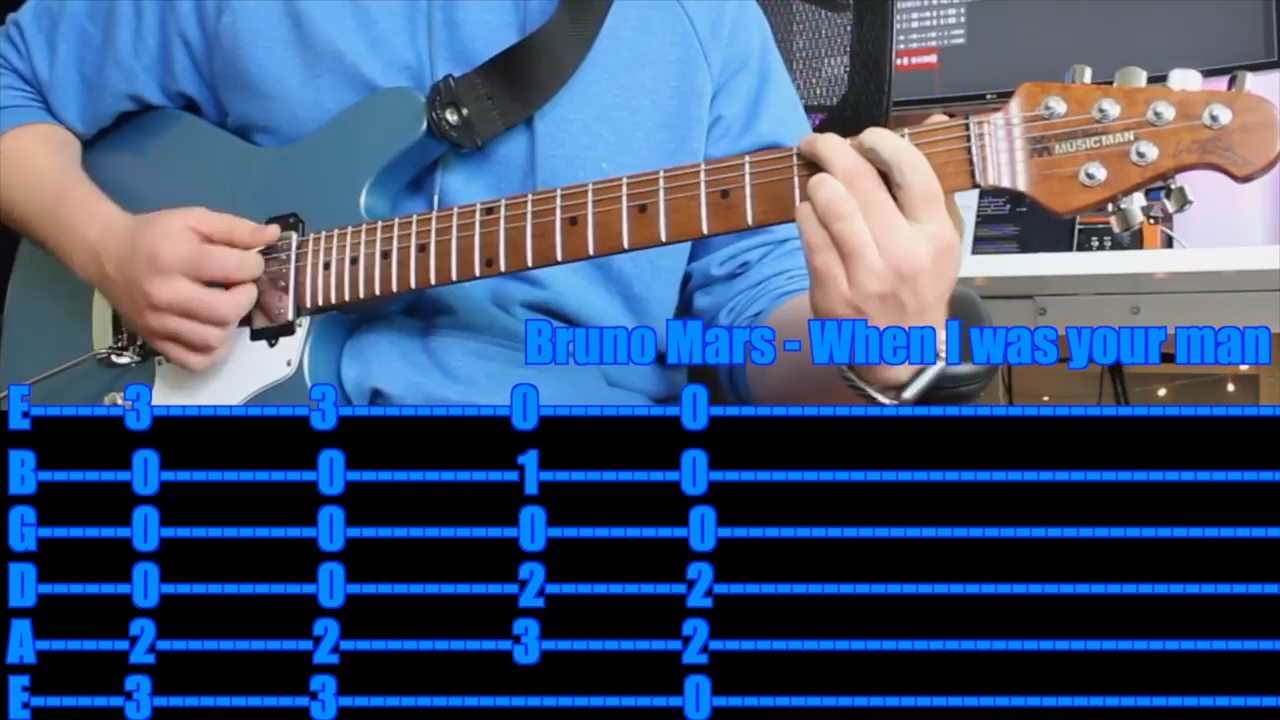 MUSICMAN
Bruno Mars - When I was your man
E 3 3 0 0
B 0 0 1 0
G 0 0 0 0
D 0 0 2 2
A 2 2 3 2
E 3 3 0